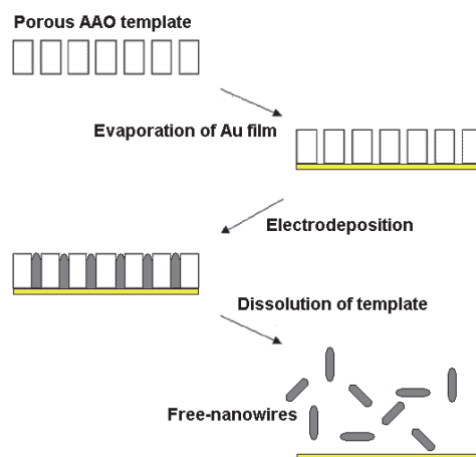 Porous AAO template
Evaporation of Au film
Electrodeposition
Dissolution of template
Free-nanowires